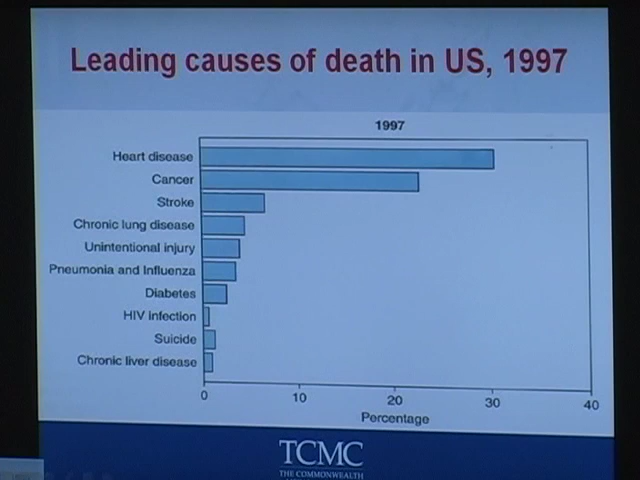 Leading causes of death in US, 1997
1997
Heart disease
Cancer
Stroke
Chronic lung disease
Unintentional injury
Pneumonia and Influenza
Diabetes
HIV infection
Suicide
Chronic liver disease
0 10 20 30 40
Percentage
TCMC
THE COMMONWEALTH